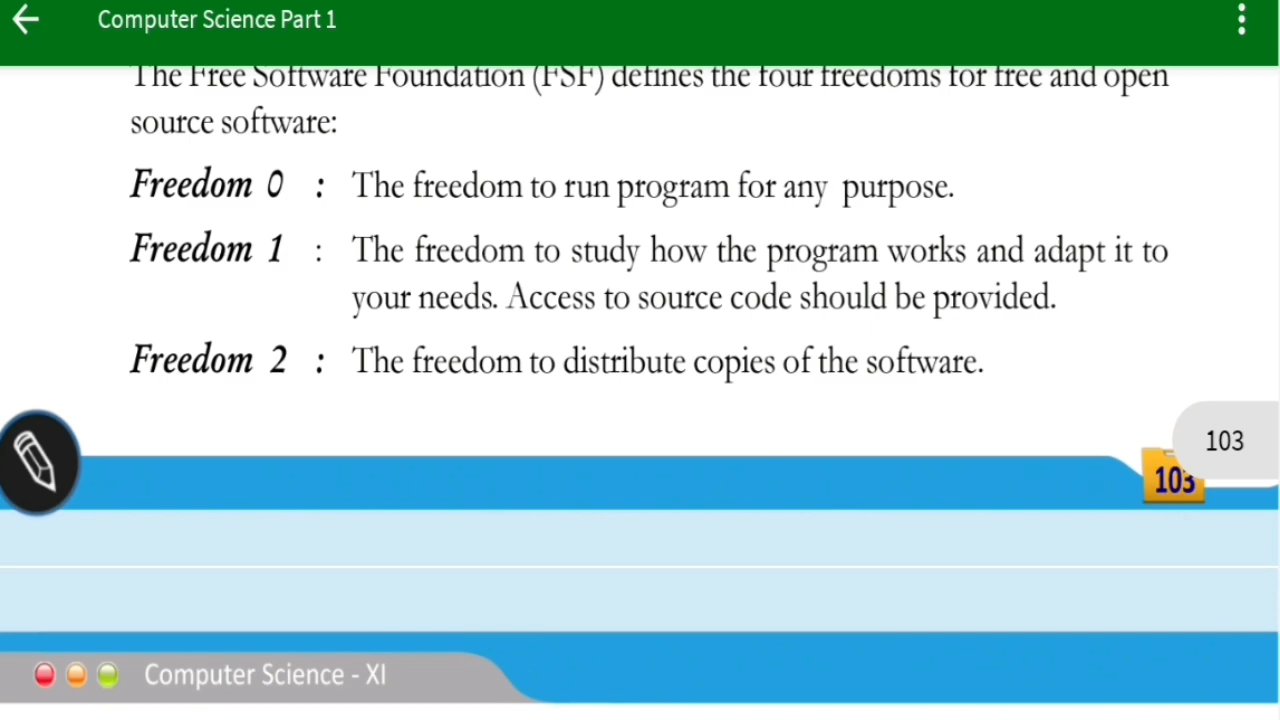 Computer Science Part 1
The Free Software Foundation (FSF) defines the four freedoms for free and open
source software:
Freedom 0 : The freedom to run program for any purpose.
Freedom 1 : The freedom to study how the program works and adapt it to
your needs. Access to source code should be provided.
Freedom 2 : The freedom to distribute copies of the software.
103
103
Computer Science - XI